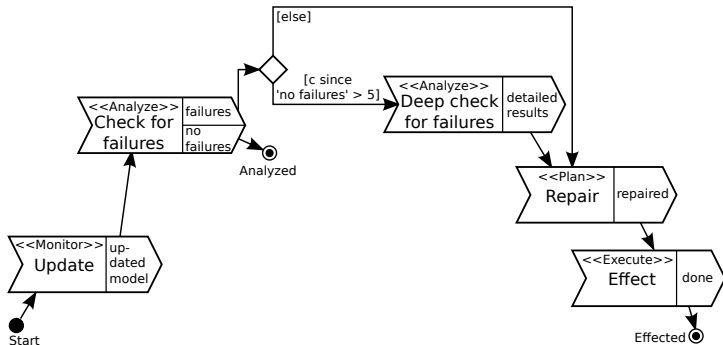 [else]
[c since
'no failures' > 5]
<<Analyze>>
Check for
failures
failures
no
failures
<<Analyze>>
Deep check
for failures
detailed
results
Analyzed
<<Plan>>
Repair
repaired
<<Monitor>>
Update
up-
dated
model
<<Execute>>
Effect
done
Start
Effected